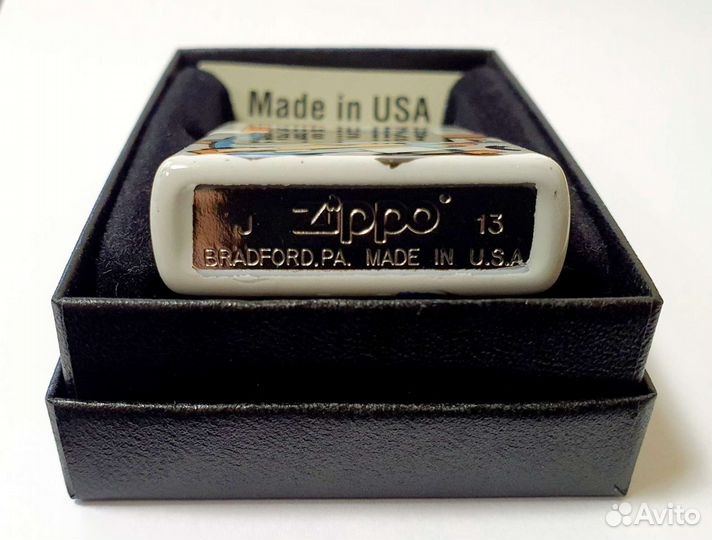 Made in USA
J Zippo® 13
BRADFORD.PA. MADE IN U.S.A
Avito